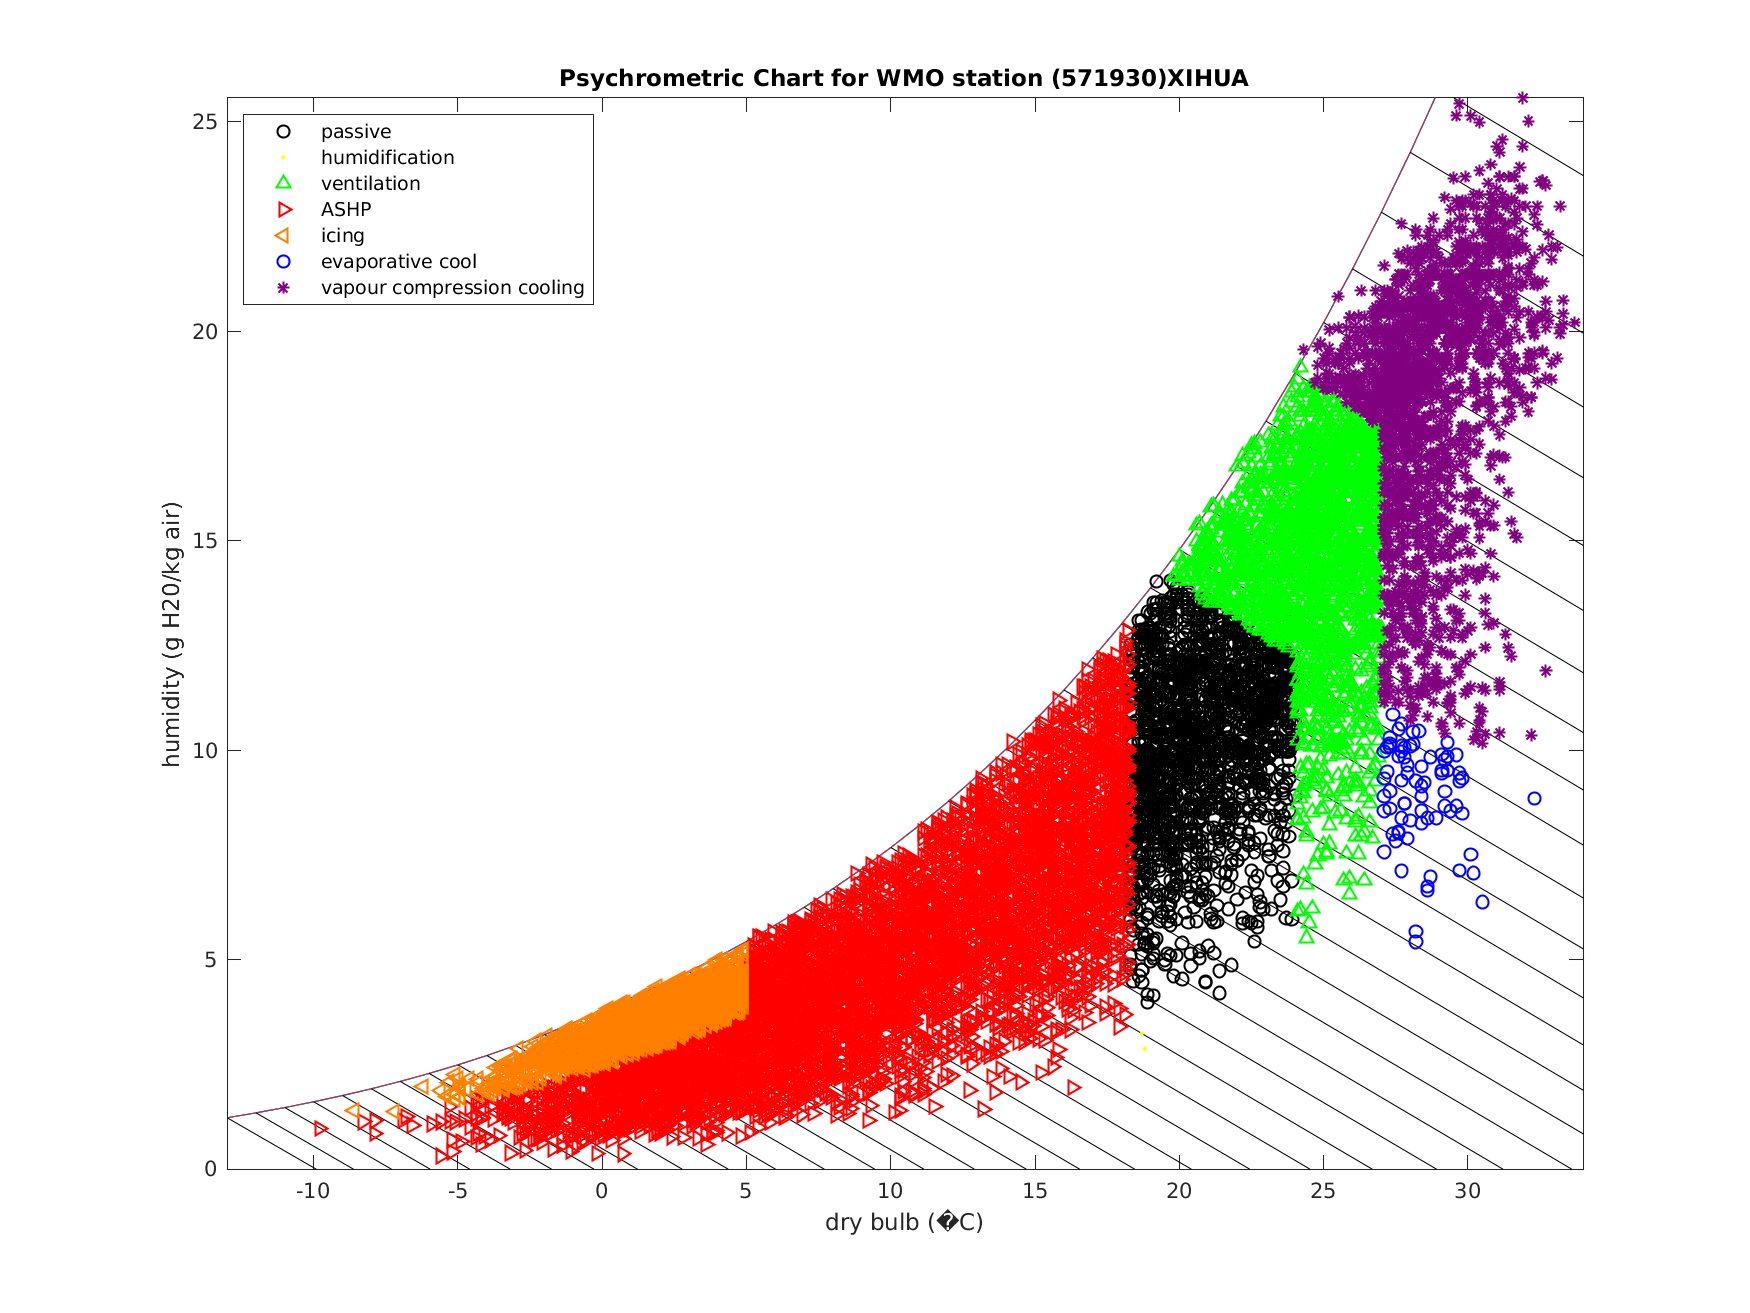 Psychrometric Chart for WMO station (571930)XIHUA
25
20
15
10
5
0
humidity (g H20/kg air)
passive
humidification
ventilation
ASHP
icing
evaporative cool
vapour compression cooling
-10 -5 0 5 10 15 20 25 30
dry bulb (�C)